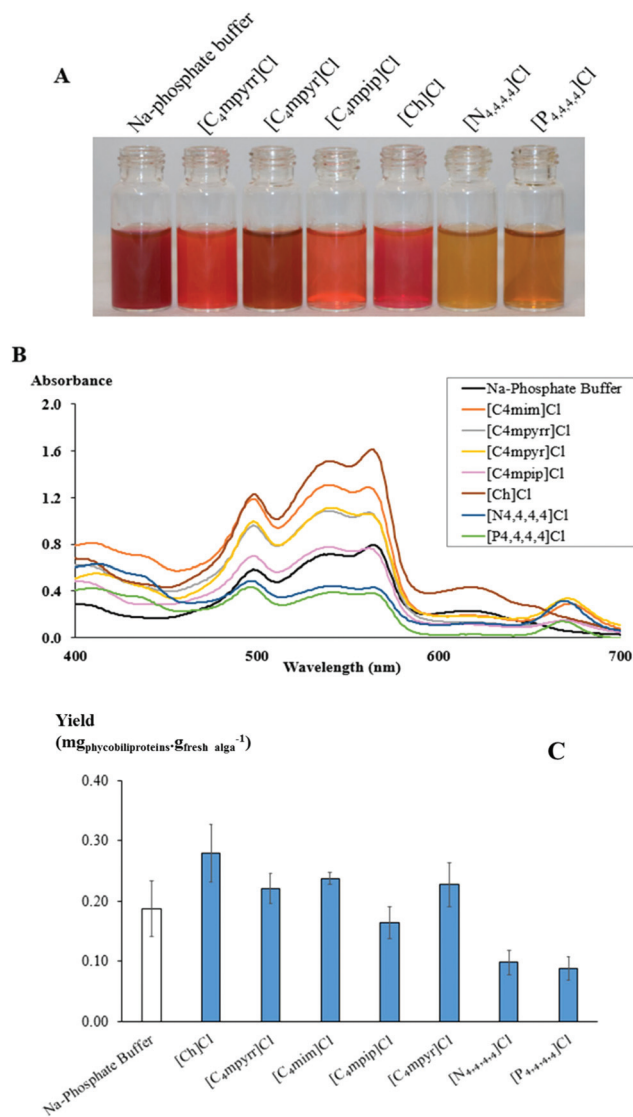 A
Na-phosphate buffer
[C₄mpyrr]Cl
[C₄mpyr]Cl
[C₄mpip]Cl
[Ch]Cl
[N₄,₄,₄,₄]Cl
[P₄,₄,₄,₄]Cl
B
Absorbance
2.0
1.6
1.2
0.8
0.4
0.0
400
500
600
700
Wavelength (nm)
Na-Phosphate Buffer
[C4mim]Cl
[C4mpyrr]Cl
[C4mpyr]Cl
[C4mpip]Cl
[Ch]Cl
[N4,4,4,4]Cl
[P4,4,4,4]Cl
Yield
(mg phycobiliproteins.g fresh alga⁻¹)
C
0.40
0.30
0.20
0.10
0.00
Na-Phosphate Buffer
[Ch]Cl
[C₄mpyrr]Cl
[C₄mim]Cl
[C₄mpip]Cl
[C₄mpyr]Cl
[N₄,₄,₄,₄]Cl
[P₄,₄,₄,₄]Cl